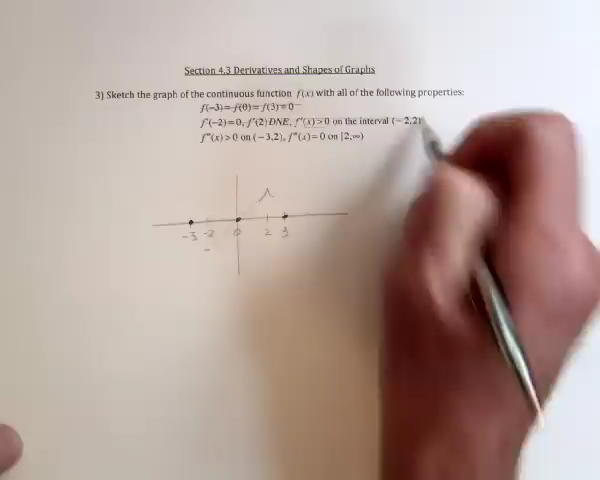 Section 4.3 Derivatives and Shapes of Graphs
3) Sketch the graph of the continuous function f(x) with all of the following properties:
f(−3)=f(0)=f(3)=0
f'(−2)=0, f'(2) DNE, f'(x)>0 on the interval (−2,2)
f''(x)>0 on (−3,2), f''(x)=0 on [2,∞)
-3 -2 0 2 3